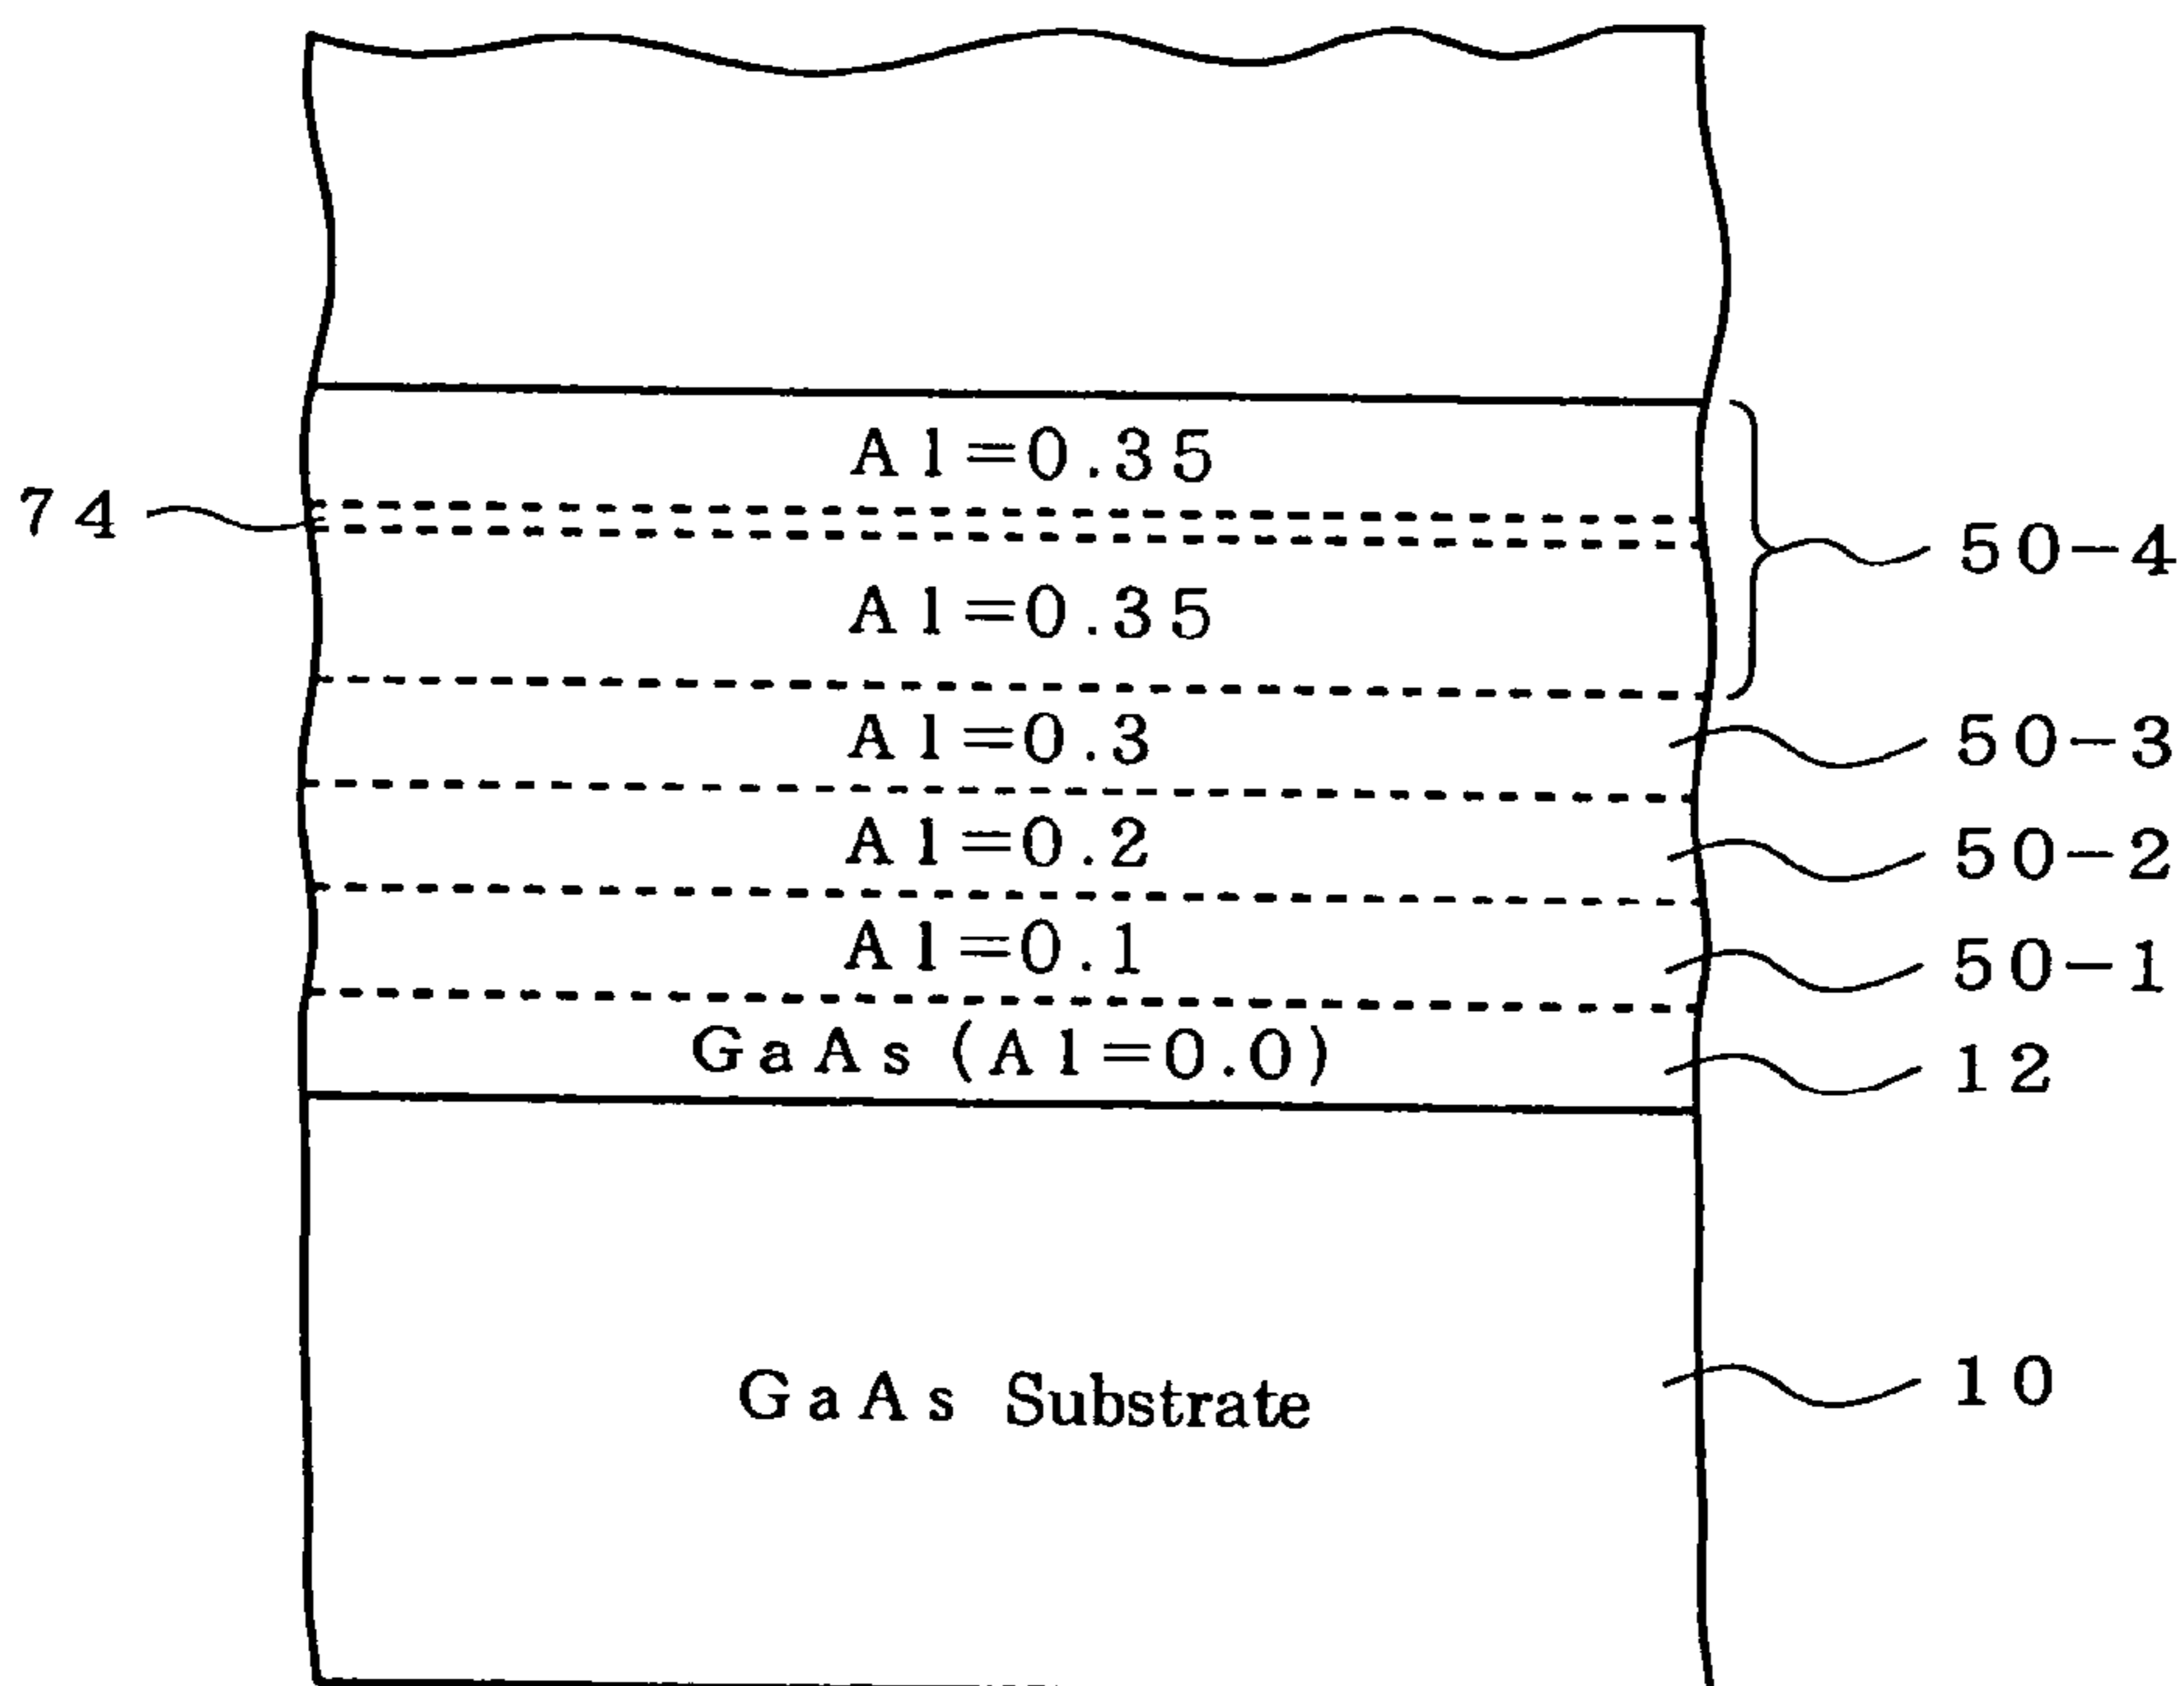 Al=0.35
74
50-4
Al=0.35
Al=0.3 50-3
Al=0.2 50-2
Al=0.1 50-1
GaAs (Al=0.0) 12
GaAs Substrate 10